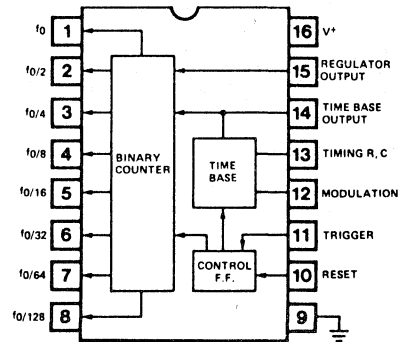 f0 1
f0/2 2
f0/4 3
f0/8 4
f0/16 5
f0/32 6
f0/64 7
f0/128 8
BINARY
COUNTER
TIME
BASE
CONTROL
F.F.
16 V+
15 REGULATOR
OUTPUT
14 TIME BASE
OUTPUT
13 TIMING R, C
12 MODULATION
11 TRIGGER
10 RESET
9